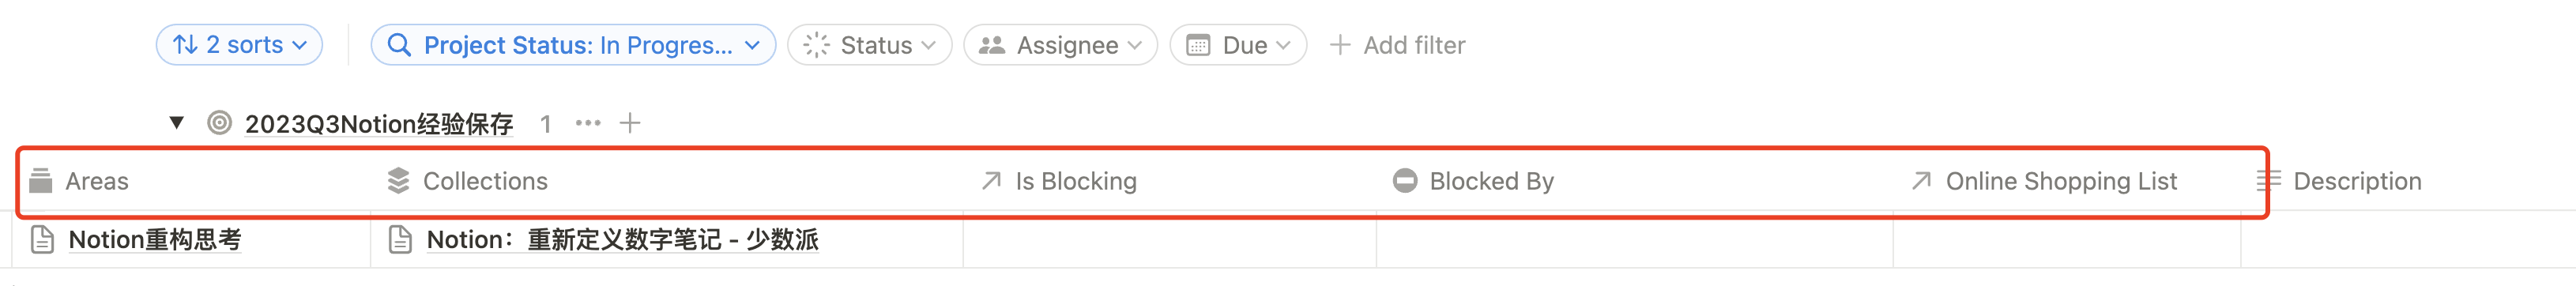 2 sorts Project Status: In Progres... Status Assignee Due Add filter
2023Q3Notion经验保存 1
Areas Collections Is Blocking Blocked By Online Shopping List Description
Notion重构思考 Notion：重新定义数字笔记 - 少数派